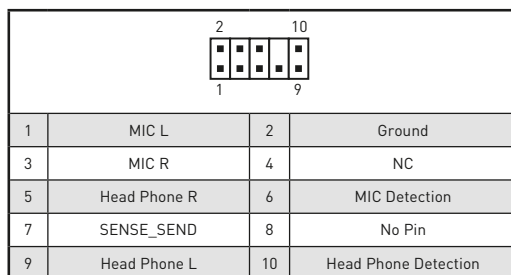 2 10
1 9
1 MIC L 2 Ground
3 MIC R 4 NC
5 Head Phone R 6 MIC Detection
7 SENSE_SEND 8 No Pin
9 Head Phone L 10 Head Phone Detection